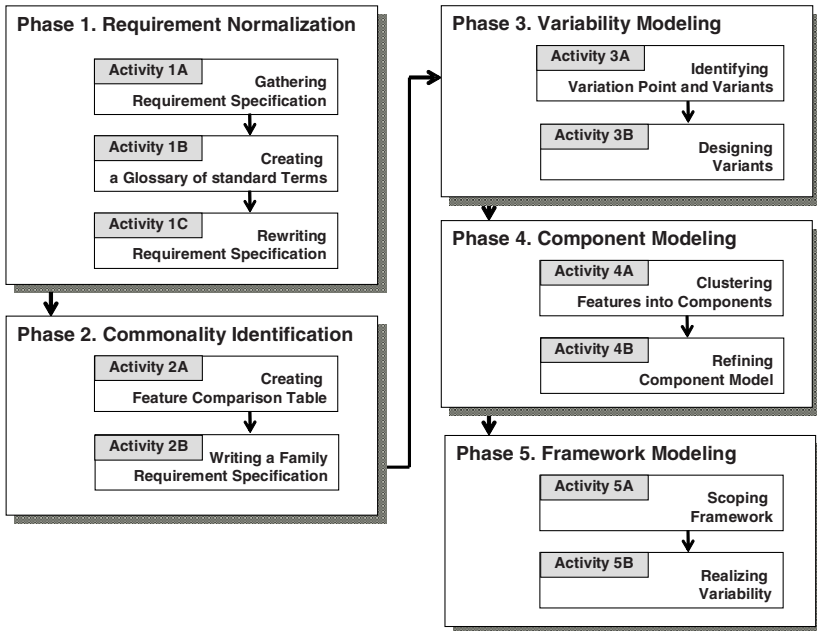 Phase 1. Requirement Normalization
Activity 1A
Gathering
Requirement Specification
Activity 1B
Creating
a Glossary of standard Terms
Activity 1C
Rewriting
Requirement Specification
Phase 2. Commonality Identification
Activity 2A
Creating
Feature Comparison Table
Activity 2B
Writing a Family
Requirement Specification
Phase 3. Variability Modeling
Activity 3A
Identifying
Variation Point and Variants
Activity 3B
Designing
Variants
Phase 4. Component Modeling
Activity 4A
Clustering
Features into Components
Activity 4B
Refining
Component Model
Phase 5. Framework Modeling
Activity 5A
Scoping
Framework
Activity 5B
Realizing
Variability